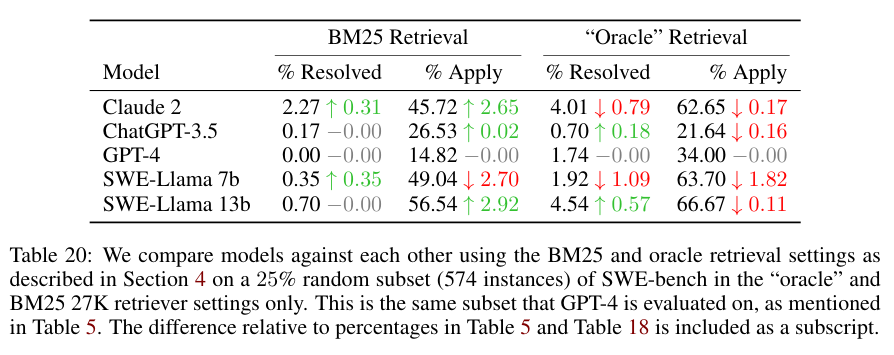 BM25 Retrieval “Oracle” Retrieval
Model % Resolved % Apply % Resolved % Apply
Claude 2 2.27 ↑ 0.31 45.72 ↑ 2.65 4.01 ↓ 0.79 62.65 ↓ 0.17
ChatGPT-3.5 0.17 −0.00 26.53 ↑ 0.02 0.70 ↑ 0.18 21.64 ↓ 0.16
GPT-4 0.00 −0.00 14.82 −0.00 1.74 −0.00 34.00 −0.00
SWE-Llama 7b 0.35 ↑ 0.35 49.04 ↓ 2.70 1.92 ↓ 1.09 63.70 ↓ 1.82
SWE-Llama 13b 0.70 −0.00 56.54 ↑ 2.92 4.54 ↑ 0.57 66.67 ↓ 0.11
Table 20: We compare models against each other using the BM25 and oracle retrieval settings as
described in Section 4 on a 25% random subset (574 instances) of SWE-bench in the “oracle” and
BM25 27K retriever settings only. This is the same subset that GPT-4 is evaluated on, as mentioned
in Table 5. The difference relative to percentages in Table 5 and Table 18 is included as a subscript.